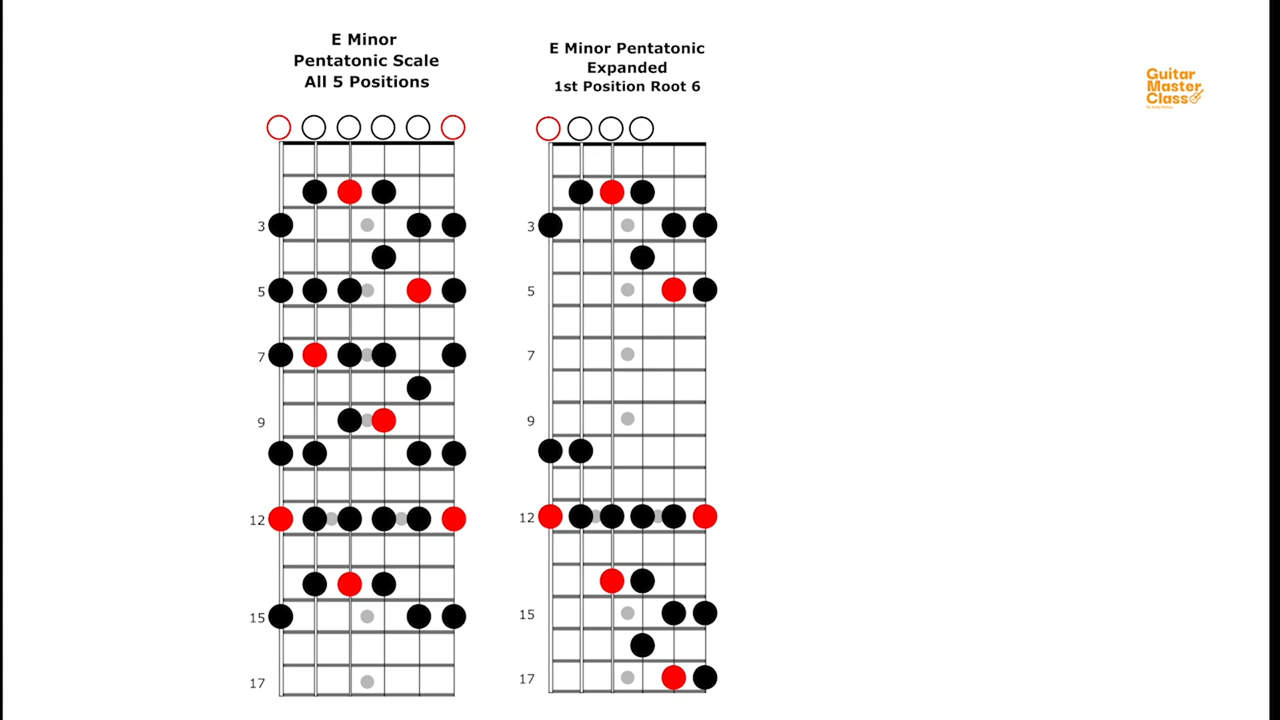 E Minor
Pentatonic Scale
All 5 Positions
3
5
7
9
12
15
17
E Minor Pentatonic
Expanded
1st Position Root 6
3
5
7
9
12
15
17
Guitar
Master
Class